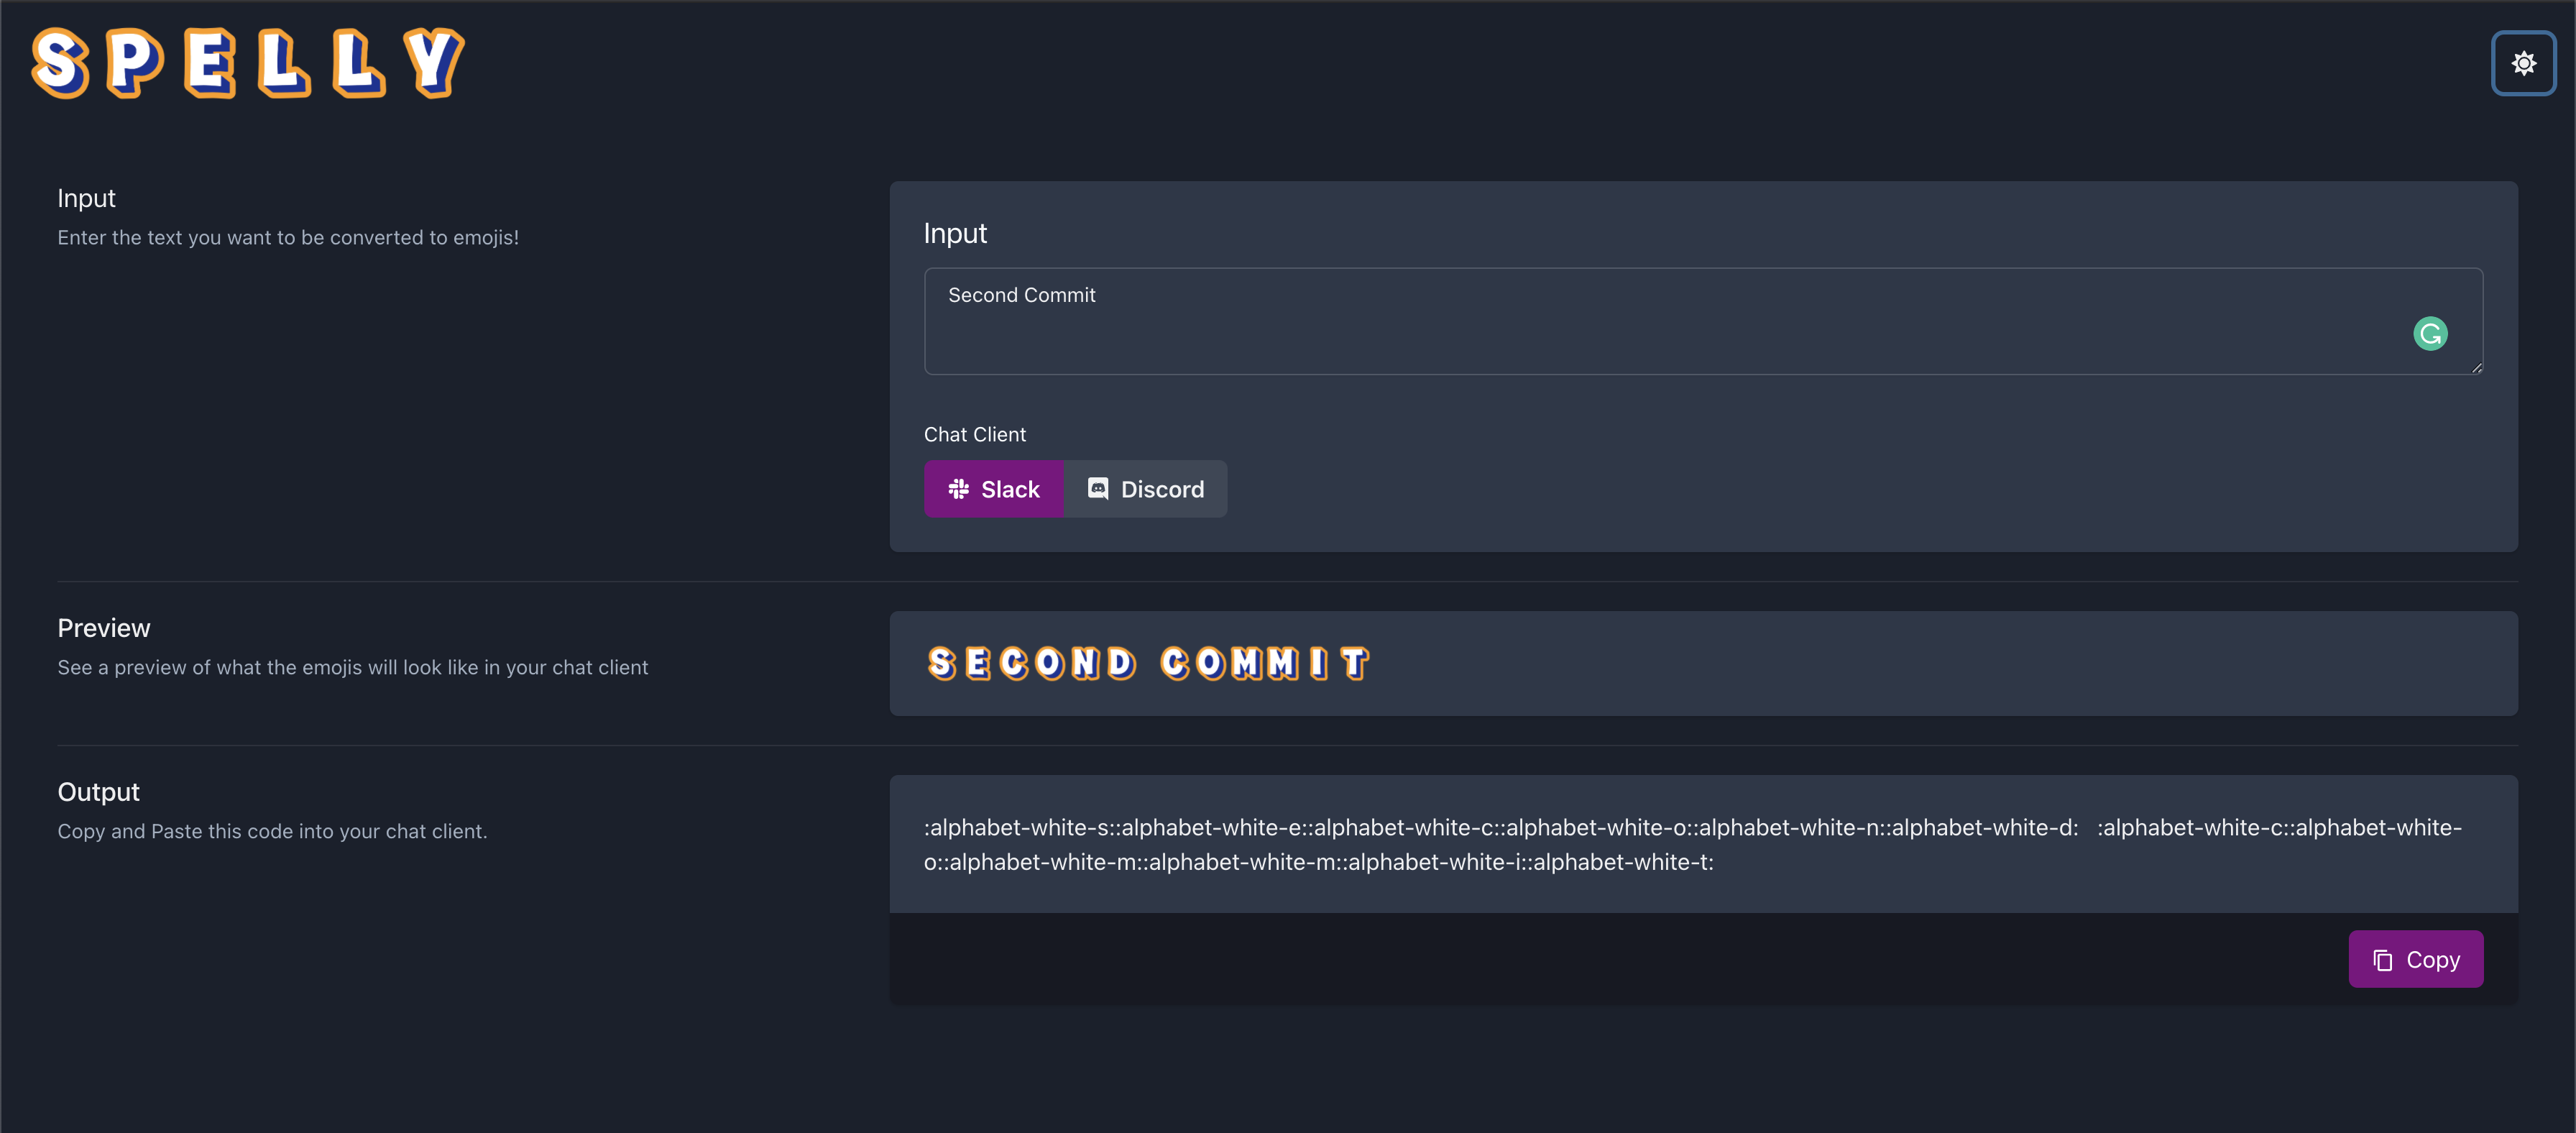 SPELLY
Input
Enter the text you want to be converted to emojis!
Input
Second Commit
Chat Client
Slack
Discord
Preview
See a preview of what the emojis will look like in your chat client
SECOND COMMIT
Output
Copy and Paste this code into your chat client.
:alphabet-white-s::alphabet-white-e::alphabet-white-c::alphabet-white-o::alphabet-white-n::alphabet-white-d:   :alphabet-white-c::alphabet-white-
o::alphabet-white-m::alphabet-white-m::alphabet-white-i::alphabet-white-t:
Copy